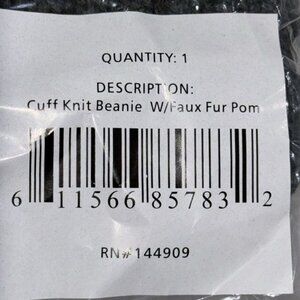 QUANTITY: 1
DESCRIPTION:
Cuff Knit Beanie W/Faux Fur Pom
6 11566 85783 2
RN#144909